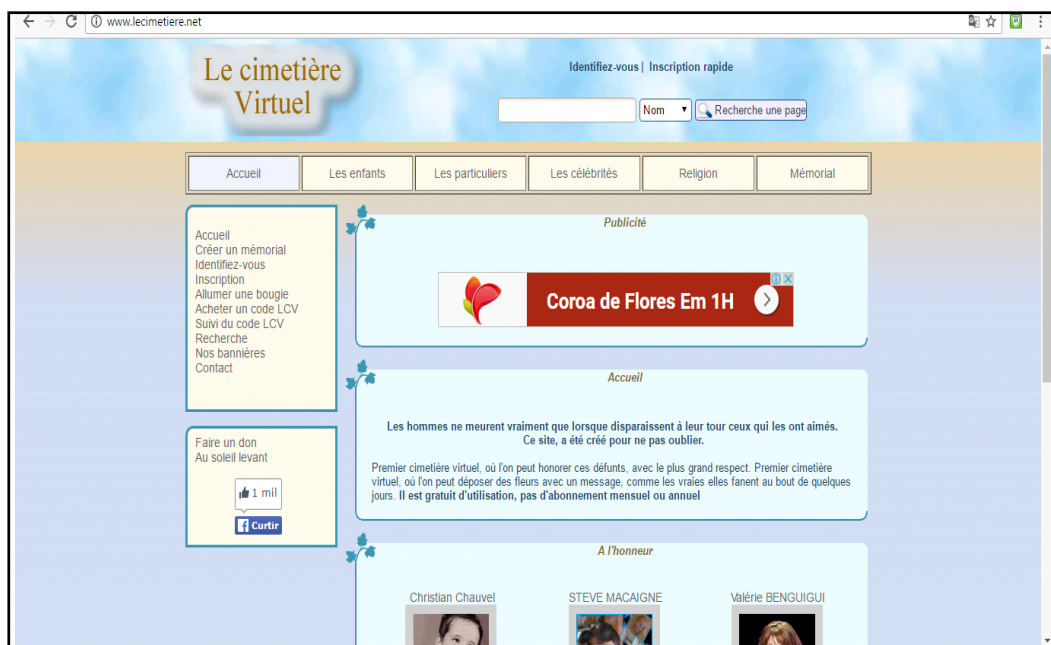 www.lecimetiere.net
Le cimetière
Virtuel
Identifiez-vous | Inscription rapide
Nom
Recherche une page
Accueil
Les enfants
Les particuliers
Les célébrités
Religion
Mémorial
Accueil
Créer un mémorial
Identifiez-vous
Inscription
Allumer une bougie
Acheter un code LCV
Suivi du code LCV
Recherche
Nos bannières
Contact
Faire un don
Au soleil levant
1 mil
Curtir
Publicité
Coroa de Flores Em 1H
Accueil
Les hommes ne meurent vraiment que lorsque disparaissent à leur tour ceux qui les ont aimés.
Ce site, a été créé pour ne pas oublier.
Premier cimetière virtuel, où l'on peut honorer ces défunts, avec le plus grand respect. Premier cimetière
virtuel, où l'on peut déposer des fleurs avec un message, comme les vraies elles fanent au bout de quelques
jours. Il est gratuit d'utilisation, pas d'abonnement mensuel ou annuel
A l'honneur
Christian Chauvel
STEVE MACAIGNE
Valérie BENGUIGUI